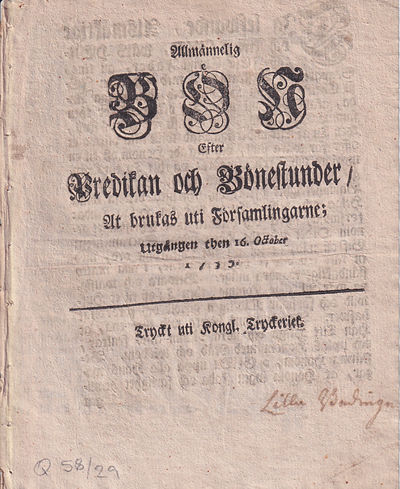 Allmännelig
BÖN
Efter
Predikan och Bönestunder/
At brukas uti Församlingarne;
Utgången then 16. October
Tryckt uti Kongl. Tryckeriet.
Lilla
Q 58/29